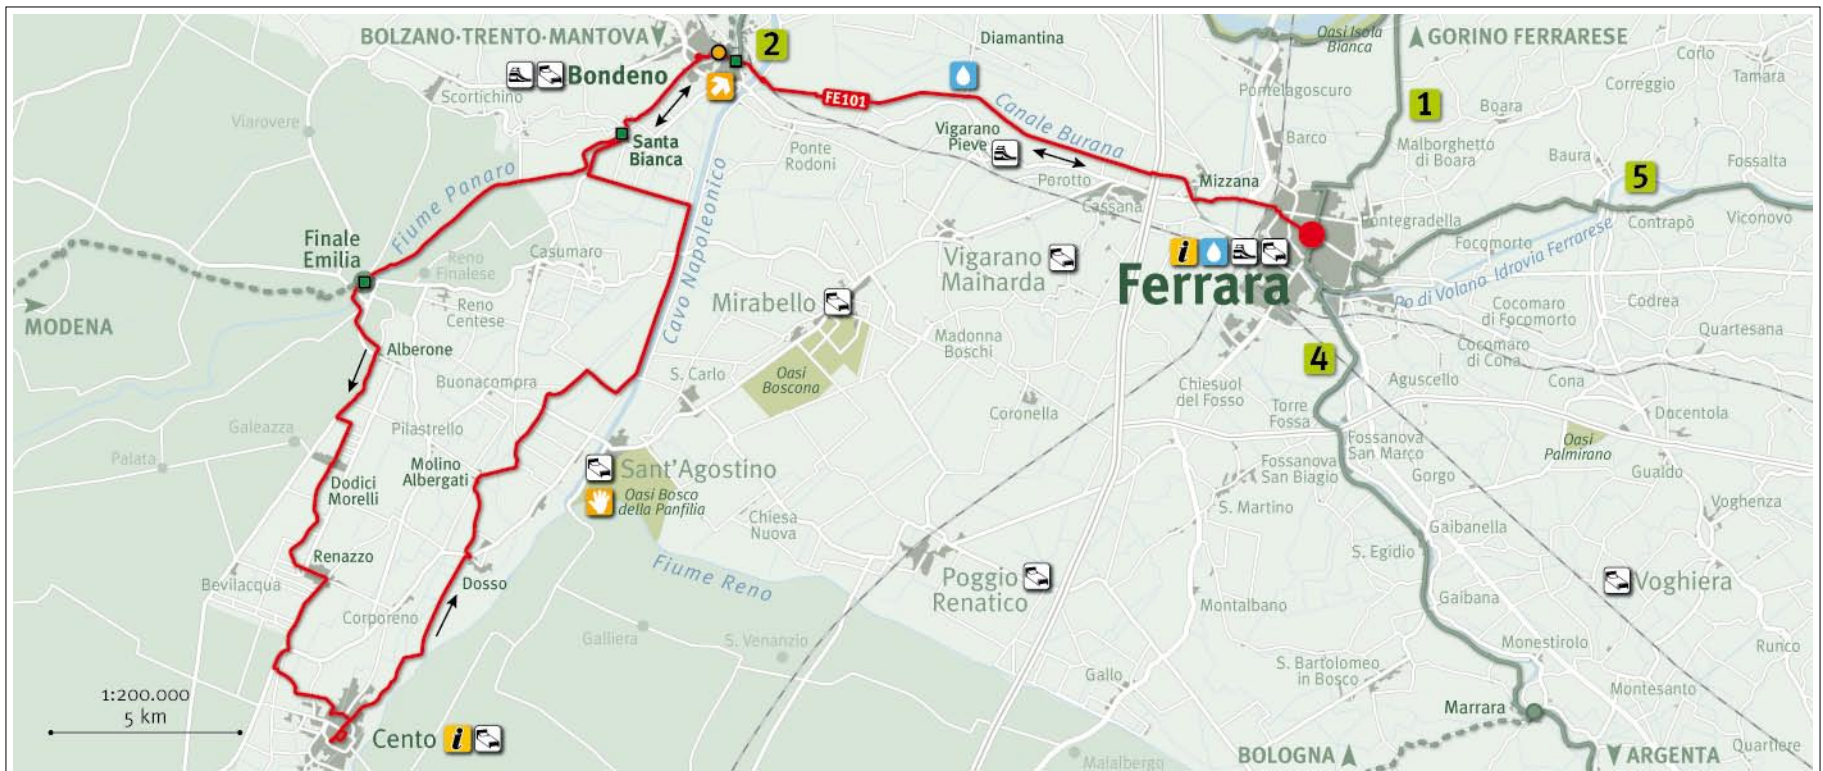 BOLZANO·TRENTO·MANTOVA
2
Diamantina
Oasi Isola
Bianca
GORINO FERRARESE
Corlo
Tamara
Correggio
Bondeno
Scortichino
FE101
Pontelagoscuro
1
Boara
Viarovere
Canale Burana
Vigarano
Pieve
Barco
Malborghetto
di Boara
Baura
Fossalta
Santa
Bianca
Ponte
Rodoni
Porotto
Mizzana
5
Cassana
Fiume Panaro
Cavo Napoleonico
Pontegradella
Contrapò
Viconovo
Finale
Emilia
Reno
Finalese
Casumaro
Vigarano
Mainarda
i
Ferrara
Focomorto
Po di Volano Idrovia Ferrarese
MODENA
Reno
Centese
Mirabello
Madonna
Boschi
Cocomaro
di Focomorto
Codrea
Quartesana
Alberone
Buonacompra
S. Carlo
Oasi
Boscona
4
Cocomaro
di Cona
Chiesuol
del Fosso
Aguscello
Cona
Galeazza
Pilastrello
Coronella
Torre
Fossa
Docentola
Palata
Molino
Albergati
Sant'Agostino
Fossanova
San Marco
Oasi
Palmirano
Dodici
Morelli
Oasi Bosco
della Panfilia
Fossanova
San Biagio
Gorgo
Gualdo
Chiesa
Nuova
S. Martino
Voghenza
Gaibanella
Renazzo
S. Egidio
Bevilacqua
Dosso
Fiume Reno
Poggio
Renatico
Voghiera
Corporeno
Montalbano
Gaibana
Galliera
S. Venanzio
Monestirolo
Runco
Gallo
S. Bartolomeo
in Bosco
1:200.000
5 km
Montesanto
Marrara
Cento
i
Malalbergo
BOLOGNA
ARGENTA
Quartiere